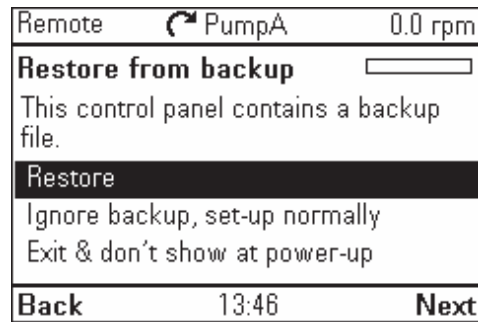 Remote PumpA 0.0 rpm
Restore from backup
This control panel contains a backup
file.
Restore
Ignore backup, set-up normally
Exit & don't show at power-up
Back 13:46 Next